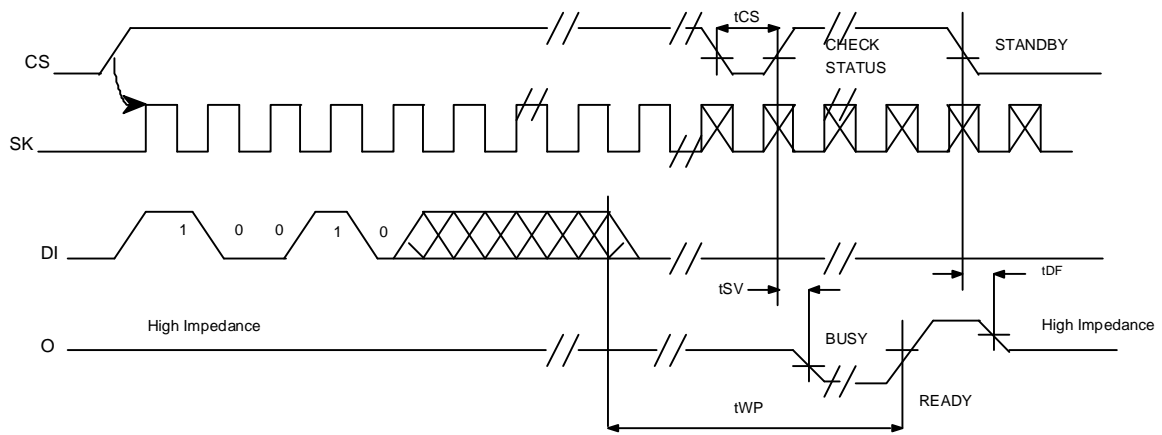 tCS
CS
CHECK
STATUS
STANDBY
SK
DI
1 0 0 1 0
tSV
tDF
O
High Impedance
BUSY
High Impedance
READY
tWP